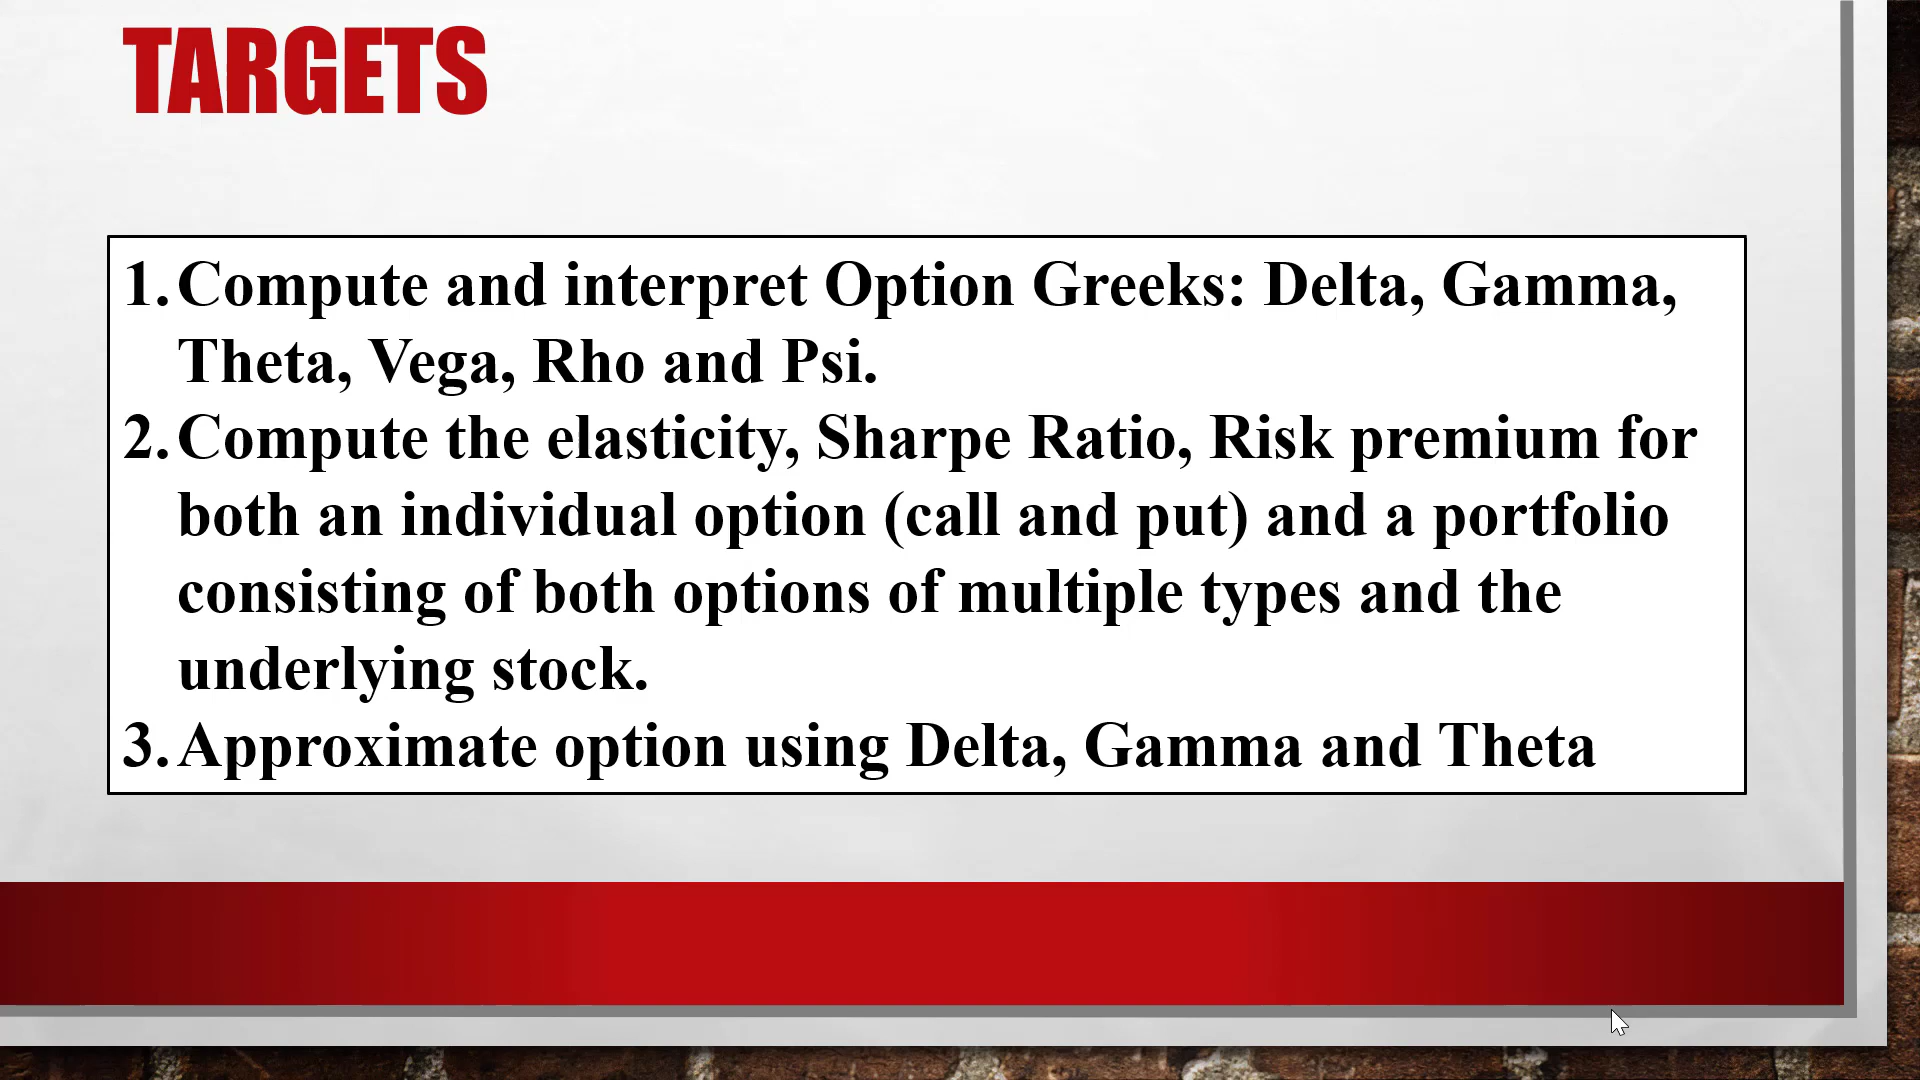 TARGETS
1. Compute and interpret Option Greeks: Delta, Gamma,
Theta, Vega, Rho and Psi.
2. Compute the elasticity, Sharpe Ratio, Risk premium for
both an individual option (call and put) and a portfolio
consisting of both options of multiple types and the
underlying stock.
3. Approximate option using Delta, Gamma and Theta